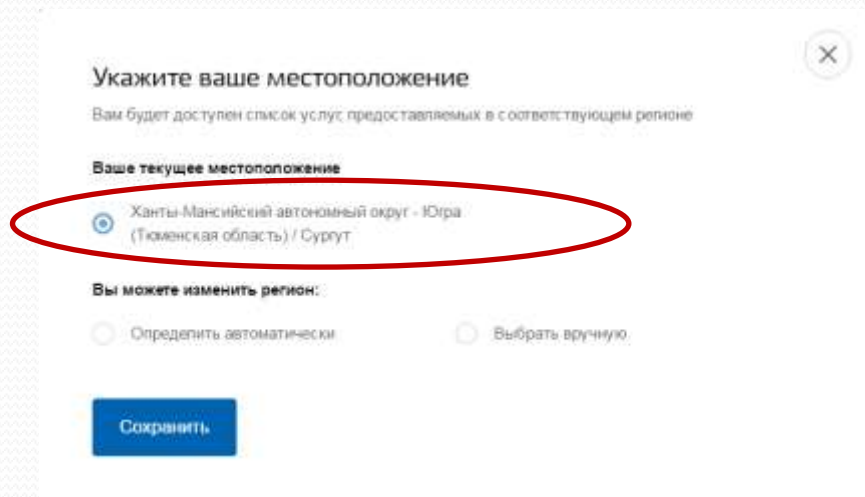 Укажите ваше местоположение
Вам будет доступен список услуг, предоставляемых в соответствующем регионе
Ваше текущее местоположение
Ханты-Мансийский автономный округ - Югра
(Тюменская область) / Сургут
Вы можете изменить регион:
Определить автоматически
Выбрать вручную
Сохранить